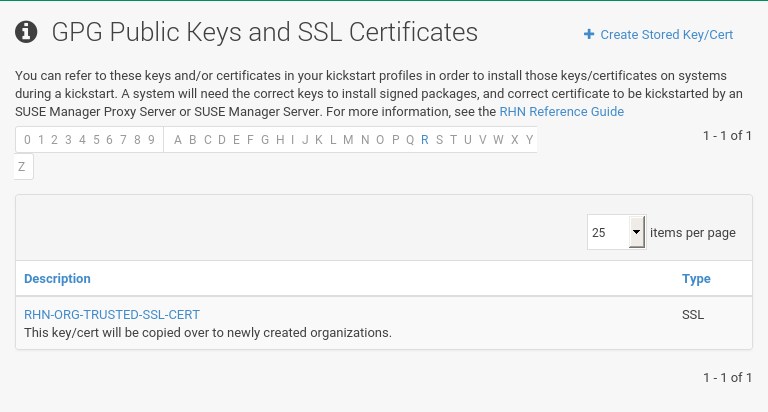 GPG Public Keys and SSL Certificates
Create Stored Key/Cert
You can refer to these keys and/or certificates in your kickstart profiles in order to install those keys/certificates on systems
during a kickstart. A system will need the correct keys to install signed packages, and correct certificate to be kickstarted by an
SUSE Manager Proxy Server or SUSE Manager Server. For more information, see the RHN Reference Guide
0 1 2 3 4 5 6 7 8 9 A B C D E F G H I J K L M N O P Q R S T U V W X Y
1 - 1 of 1
Z
25 items per page
Description Type
RHN-ORG-TRUSTED-SSL-CERT SSL
This key/cert will be copied over to newly created organizations.
1 - 1 of 1